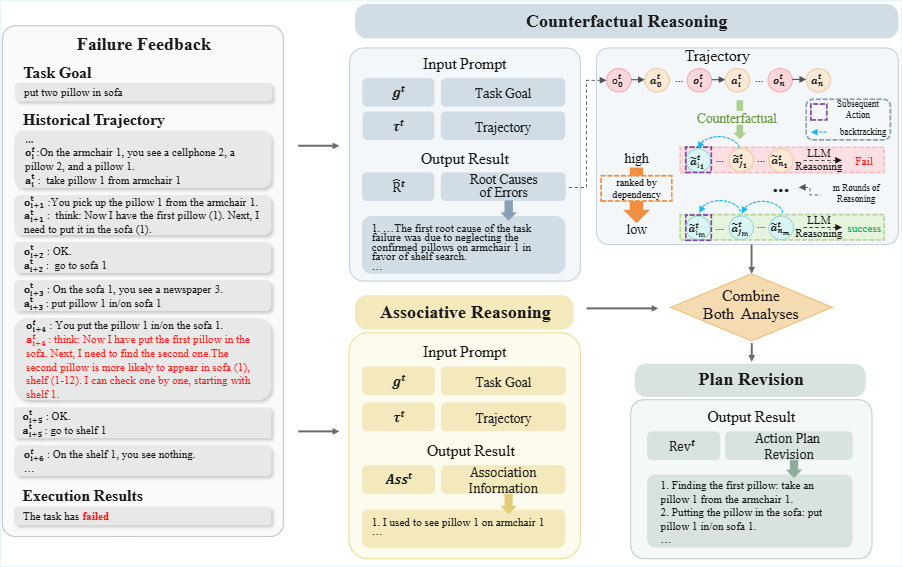 Failure Feedback
Task Goal
put two pillow in sofa
Historical Trajectory
...
o_i^t :On the armchair 1, you see a cellphone 2, a
pillow 2, and a pillow 1.
a_i^t : take pillow 1 from armchair 1
o_{i+1}^t :You pick up the pillow 1 from the armchair 1.
a_{i+1}^t : think: Now I have the first pillow (1). Next, I
need to put it in the sofa (1).
o_{i+2}^t : OK.
a_{i+2}^t : go to sofa 1
o_{i+3}^t : On the sofa 1, you see a newspaper 3.
a_{i+3}^t : put pillow 1 in/on sofa 1
o_{i+4}^t : You put the pillow 1 in/on the sofa 1.
a_{i+4}^t : think: Now I have put the first pillow in the
sofa. Next, I need to find the second one.The
second pillow is more likely to appear in sofa (1),
shelf (1-12). I can check one by one, starting with
shelf 1.
o_{i+5}^t : OK.
a_{i+5}^t : go to shelf 1
o_{i+6}^t : On the shelf 1, you see nothing.
...
Execution Results
The task has failed
Counterfactual Reasoning
Input Prompt
g^t
Task Goal
τ^t
Trajectory
Output Result
R̂^t
Root Causes
of Errors
1. ...The first root cause of the task
failure was due to neglecting the
confirmed pillows on armchair 1 in
favor of shelf search.
...
Trajectory
o_0^t a_0^t ... o_i^t a_i^t ... o_n^t a_n^t
Counterfactual
Subsequent
Action
backtracking
high
ranked by
dependency
low
ã_{i_1}^t ... ã_{j_1}^t ... ã_{n_1}^t
LLM
Reasoning
Fail
...
m Rounds of
Reasoning
ã_{i_m}^t ... ã_{j_m}^t ... ã_{n_m}^t
LLM
Reasoning
success
Associative Reasoning
Input Prompt
g^t
Task Goal
τ^t
Trajectory
Output Result
Ass^t
Association
Information
1. I used to see pillow 1 on armchair 1
...
Combine
Both Analyses
Plan Revision
Output Result
Rev^t
Action Plan
Revision
1. Finding the first pillow: take an
pillow 1 from the armchair 1.
2. Putting the pillow in the sofa: put
pillow 1 in/on sofa 1.
...